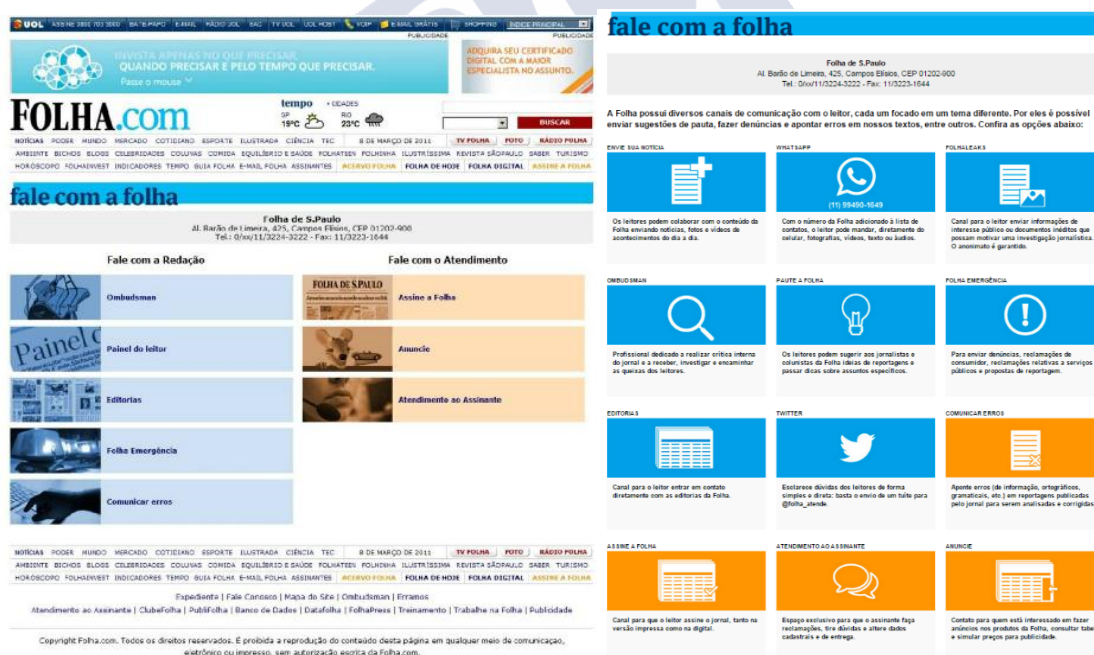 UOL ASSINE 0800 703 3000 BATE-PAPO E-MAIL RÁDIO UOL SAC TV UOL UOL HOST VOIP E-MAIL GRÁTIS SHOPPING ÍNDICE PRINCIPAL
PUBLICIDADE
PUBLICIDADE
INVISTA APENAS NO QUE PRECISAR,
QUANDO PRECISAR E PELO TEMPO QUE PRECISAR.
Passe o mouse
ADQUIRA SEU CERTIFICADO
DIGITAL COM A MAIOR
ESPECIALISTA NO ASSUNTO.
FOLHA.com
tempo + CIDADES
SP
19°C
RIO
23°C
BUSCAR
NOTÍCIAS PODER MUNDO MERCADO COTIDIANO ESPORTE ILUSTRADA CIÊNCIA TEC 8 DE MARÇO DE 2011 TV FOLHA FOTO RÁDIO FOLHA
AMBIENTE BICHOS BLOGS CELEBRIDADES COLUNAS COMIDA EQUILÍBRIO E SAÚDE FOLHATEEN FOLHINHA ILUSTRÍSSIMA REVISTA SÃOPAULO SABER TURISMO
HORÓSCOPO FOLHAINVEST INDICADORES TEMPO GUIA FOLHA E-MAIL FOLHA ASSINANTES ACERVO FOLHA FOLHA DE HOJE FOLHA DIGITAL ASSINE A FOLHA
fale com a folha
Folha de S.Paulo
Al. Barão de Limeira, 425, Campos Elísios, CEP 01202-900
Tel.: 0/xx/11/3224-3222 - Fax: 11/3223-1644
Fale com a Redação
Ombudsman
Painel do leitor
Painel do leitor
Editorias
Folha Emergência
Comunicar erros
Fale com o Atendimento
FOLHA DE S.PAULO
Assine a Folha
Anuncie
Atendimento ao Assinante
NOTÍCIAS PODER MUNDO MERCADO COTIDIANO ESPORTE ILUSTRADA CIÊNCIA TEC 8 DE MARÇO DE 2011 TV FOLHA FOTO RÁDIO FOLHA
AMBIENTE BICHOS BLOGS CELEBRIDADES COLUNAS COMIDA EQUILÍBRIO E SAÚDE FOLHATEEN FOLHINHA ILUSTRÍSSIMA REVISTA SÃOPAULO SABER TURISMO
HORÓSCOPO FOLHAINVEST INDICADORES TEMPO GUIA FOLHA E-MAIL FOLHA ASSINANTES ACERVO FOLHA FOLHA DE HOJE FOLHA DIGITAL ASSINE A FOLHA
Expediente | Fale Conosco | Mapa do Site | Ombudsman | Erramos
Atendimento ao Assinante | ClubeFolha | PubliFolha | Banco de Dados | Datafolha | FolhaPress | Treinamento | Trabalhe na Folha | Publicidade
Copyright Folha.com. Todos os direitos reservados. É proibida a reprodução do conteúdo desta página em qualquer meio de comunicaçao,
eletrônico ou impresso, sem autorização escrita da Folha.com.
fale com a folha
Folha de S.Paulo
Al. Barão de Limeira, 425, Campos Elísios, CEP 01202-900
Tel.: 0/xx/11/3224-3222 - Fax: 11/3223-1644
A Folha possui diversos canais de comunicação com o leitor, cada um focado em um tema diferente. Por eles é possível
enviar sugestões de pauta, fazer denúncias e apontar erros em nossos textos, entre outros. Confira as opções abaixo:
ENVIE SUA NOTÍCIA
Os leitores podem colaborar com o conteúdo da
Folha enviando notícias, fotos e vídeos de
acontecimentos do dia a dia.
WHATSAPP
(11) 99490-1649
Com o número da Folha adicionado à lista de
contatos, o leitor pode mandar, diretamente do
celular, fotografias, vídeos, texto ou áudios.
FOLHALEAKS
Canal para o leitor enviar informações de
interesse público ou documentos inéditos que
possam motivar uma investigação jornalística.
O anonimato é garantido.
OMBUDSMAN
Profissional dedicado a realizar crítica interna
do jornal e a receber, investigar e encaminhar
as queixas dos leitores.
PAUTE A FOLHA
Os leitores podem sugerir aos jornalistas e
colunistas da Folha ideias de reportagens e
passar dicas sobre assuntos específicos.
FOLHA EMERGÊNCIA
Para enviar denúncias, reclamações de
consumidor, reclamações relativas a serviços
públicos e propostas de reportagem.
EDITORIAS
Canal para o leitor entrar em contato
diretamente com as editorias da Folha.
TWITTER
Esclarece dúvidas dos leitores de forma
simples e direta: basta o envio de um tuíte para
@folha_atende.
COMUNICAR ERROS
Aponte erros (de informação, ortográficos,
gramaticais, etc.) em reportagens publicadas
pelo jornal para serem analisadas e corrigidas
ASSINE A FOLHA
Canal para que o leitor assine o jornal, tanto na
versão impressa como na digital.
ATENDIMENTO AO ASSINANTE
Espaço exclusivo para que o assinante faça
reclamações, tire dúvidas e altere dados
cadastrais e de entrega.
ANUNCIE
Contato para quem está interessado em fazer
anúncios nos produtos da Folha, consultar tabe
e simular preços para publicidade.